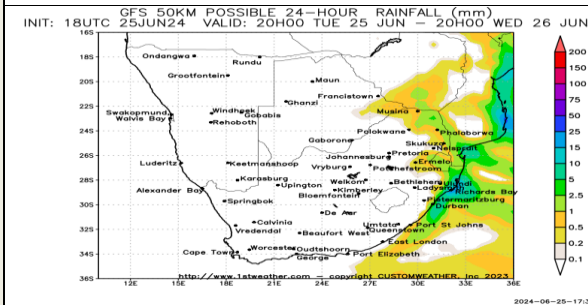 GFS 50KM POSSIBLE 24-HOUR RAINFALL (mm)
INIT: 18UTC 25JUN24 VALID: 20H00 TUE 25 JUN - 20H00 WED 26 JUN
16S
18S
20S
22S
24S
26S
28S
30S
32S
34S
36S
12E 15E 18E 21E 24E 27E 30E 33E 36E
Ondangwa
Rundu
Grootfontein
Maun
Francistown
Ghanzi
Musina
Swakopmund
Windhoek
Gobabis
Walvis Bay
Rehoboth
Polokwane
Phalaborwa
Gaborone
Skukuza
Nelspruit
Johannesburg
Pretoria
Luderitz
Keetmanshoop
Vryburg
Ermelo
Potchefstroom
Karasburg
Upington
Welkom
Bethlehem
Alexander Bay
Kimberley
Ladysmith
Richards Bay
Bloemfontein
Springbok
Pietermaritzburg
Durban
De Aar
Calvinia
Vredendal
Umtata
Port St Johns
Beaufort West
Queenstown
East London
Worcester
Oudtshoorn
Cape Town
George
Port Elizabeth
http://www.1stweather.com - copyright CUSTOMWEATHER, Inc 2023
200
150
100
75
50
25
15
10
5
2
1
0.5
0.2
0.1